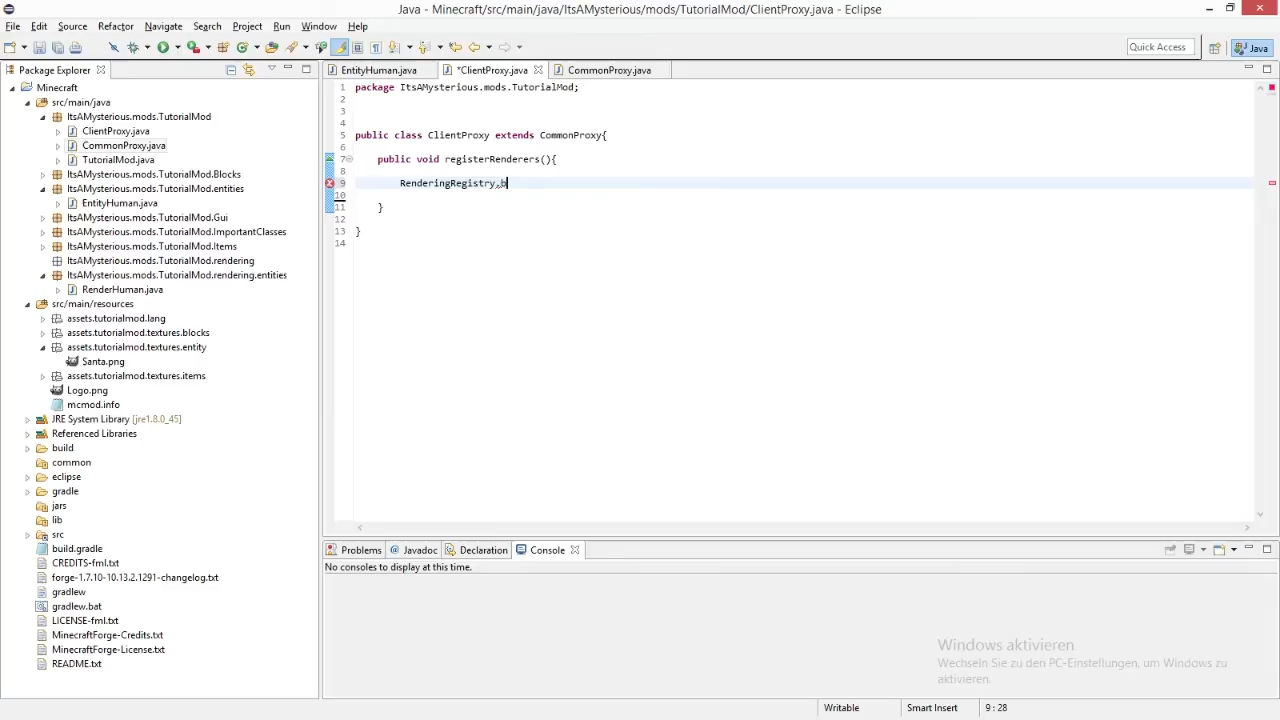 Java - Minecraft/src/main/java/ItsAMysterious/mods/TutorialMod/ClientProxy.java - Eclipse
File Edit Source Refactor Navigate Search Project Run Window Help
Quick Access
Java
Package Explorer
EntityHuman.java
*ClientProxy.java
CommonProxy.java
Minecraft
src/main/java
ItsAMysterious.mods.TutorialMod
ClientProxy.java
CommonProxy.java
TutorialMod.java
ItsAMysterious.mods.TutorialMod.Blocks
ItsAMysterious.mods.TutorialMod.entities
EntityHuman.java
ItsAMysterious.mods.TutorialMod.Gui
ItsAMysterious.mods.TutorialMod.ImportantClasses
ItsAMysterious.mods.TutorialMod.Items
ItsAMysterious.mods.TutorialMod.rendering
ItsAMysterious.mods.TutorialMod.rendering.entities
RenderHuman.java
src/main/resources
assets.tutorialmod.lang
assets.tutorialmod.textures.blocks
assets.tutorialmod.textures.entity
Santa.png
assets.tutorialmod.textures.items
Logo.png
mcmod.info
JRE System Library [jre1.8.0_45]
Referenced Libraries
build
common
eclipse
gradle
jars
lib
src
build.gradle
CREDITS-fml.txt
forge-1.7.10-10.13.2.1291-changelog.txt
gradlew
gradlew.bat
LICENSE-fml.txt
MinecraftForge-Credits.txt
MinecraftForge-License.txt
README.txt
1 package ItsAMysterious.mods.TutorialMod;
2
3
4
5 public class ClientProxy extends CommonProxy{
6
7 public void registerRenderers(){
8
9 RenderingRegistry,b
10
11 }
12
13 }
14
Problems
@ Javadoc
Declaration
Console
No consoles to display at this time.
Windows aktivieren
Wechseln Sie zu den PC-Einstellungen, um Windows zu
aktivieren.
Writable
Smart Insert
9 : 28